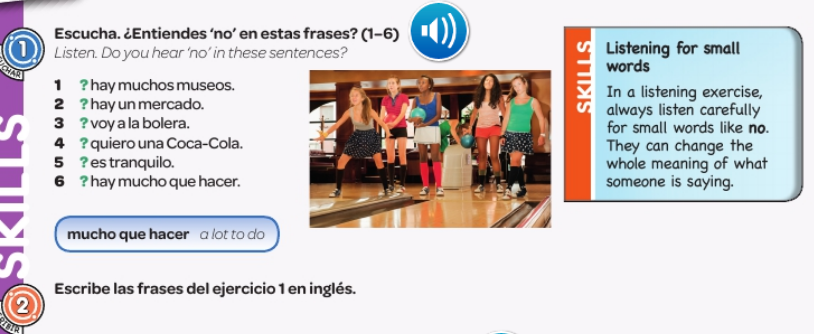 Escucha. ¿Entiendes ‘no’ en estas frases? (1–6)
1
Listen. Do you hear ‘no’ in these sentences?
1 ? hay muchos museos.
2 ? hay un mercado.
3 ? voy a la bolera.
4 ? quiero una Coca-Cola.
5 ? es tranquilo.
6 ? hay mucho que hacer.
mucho que hacer a lot to do
SKILLS
Listening for small
words
In a listening exercise,
always listen carefully
for small words like no.
They can change the
whole meaning of what
someone is saying.
SKILLS
Escribe las frases del ejercicio 1 en inglés.
2